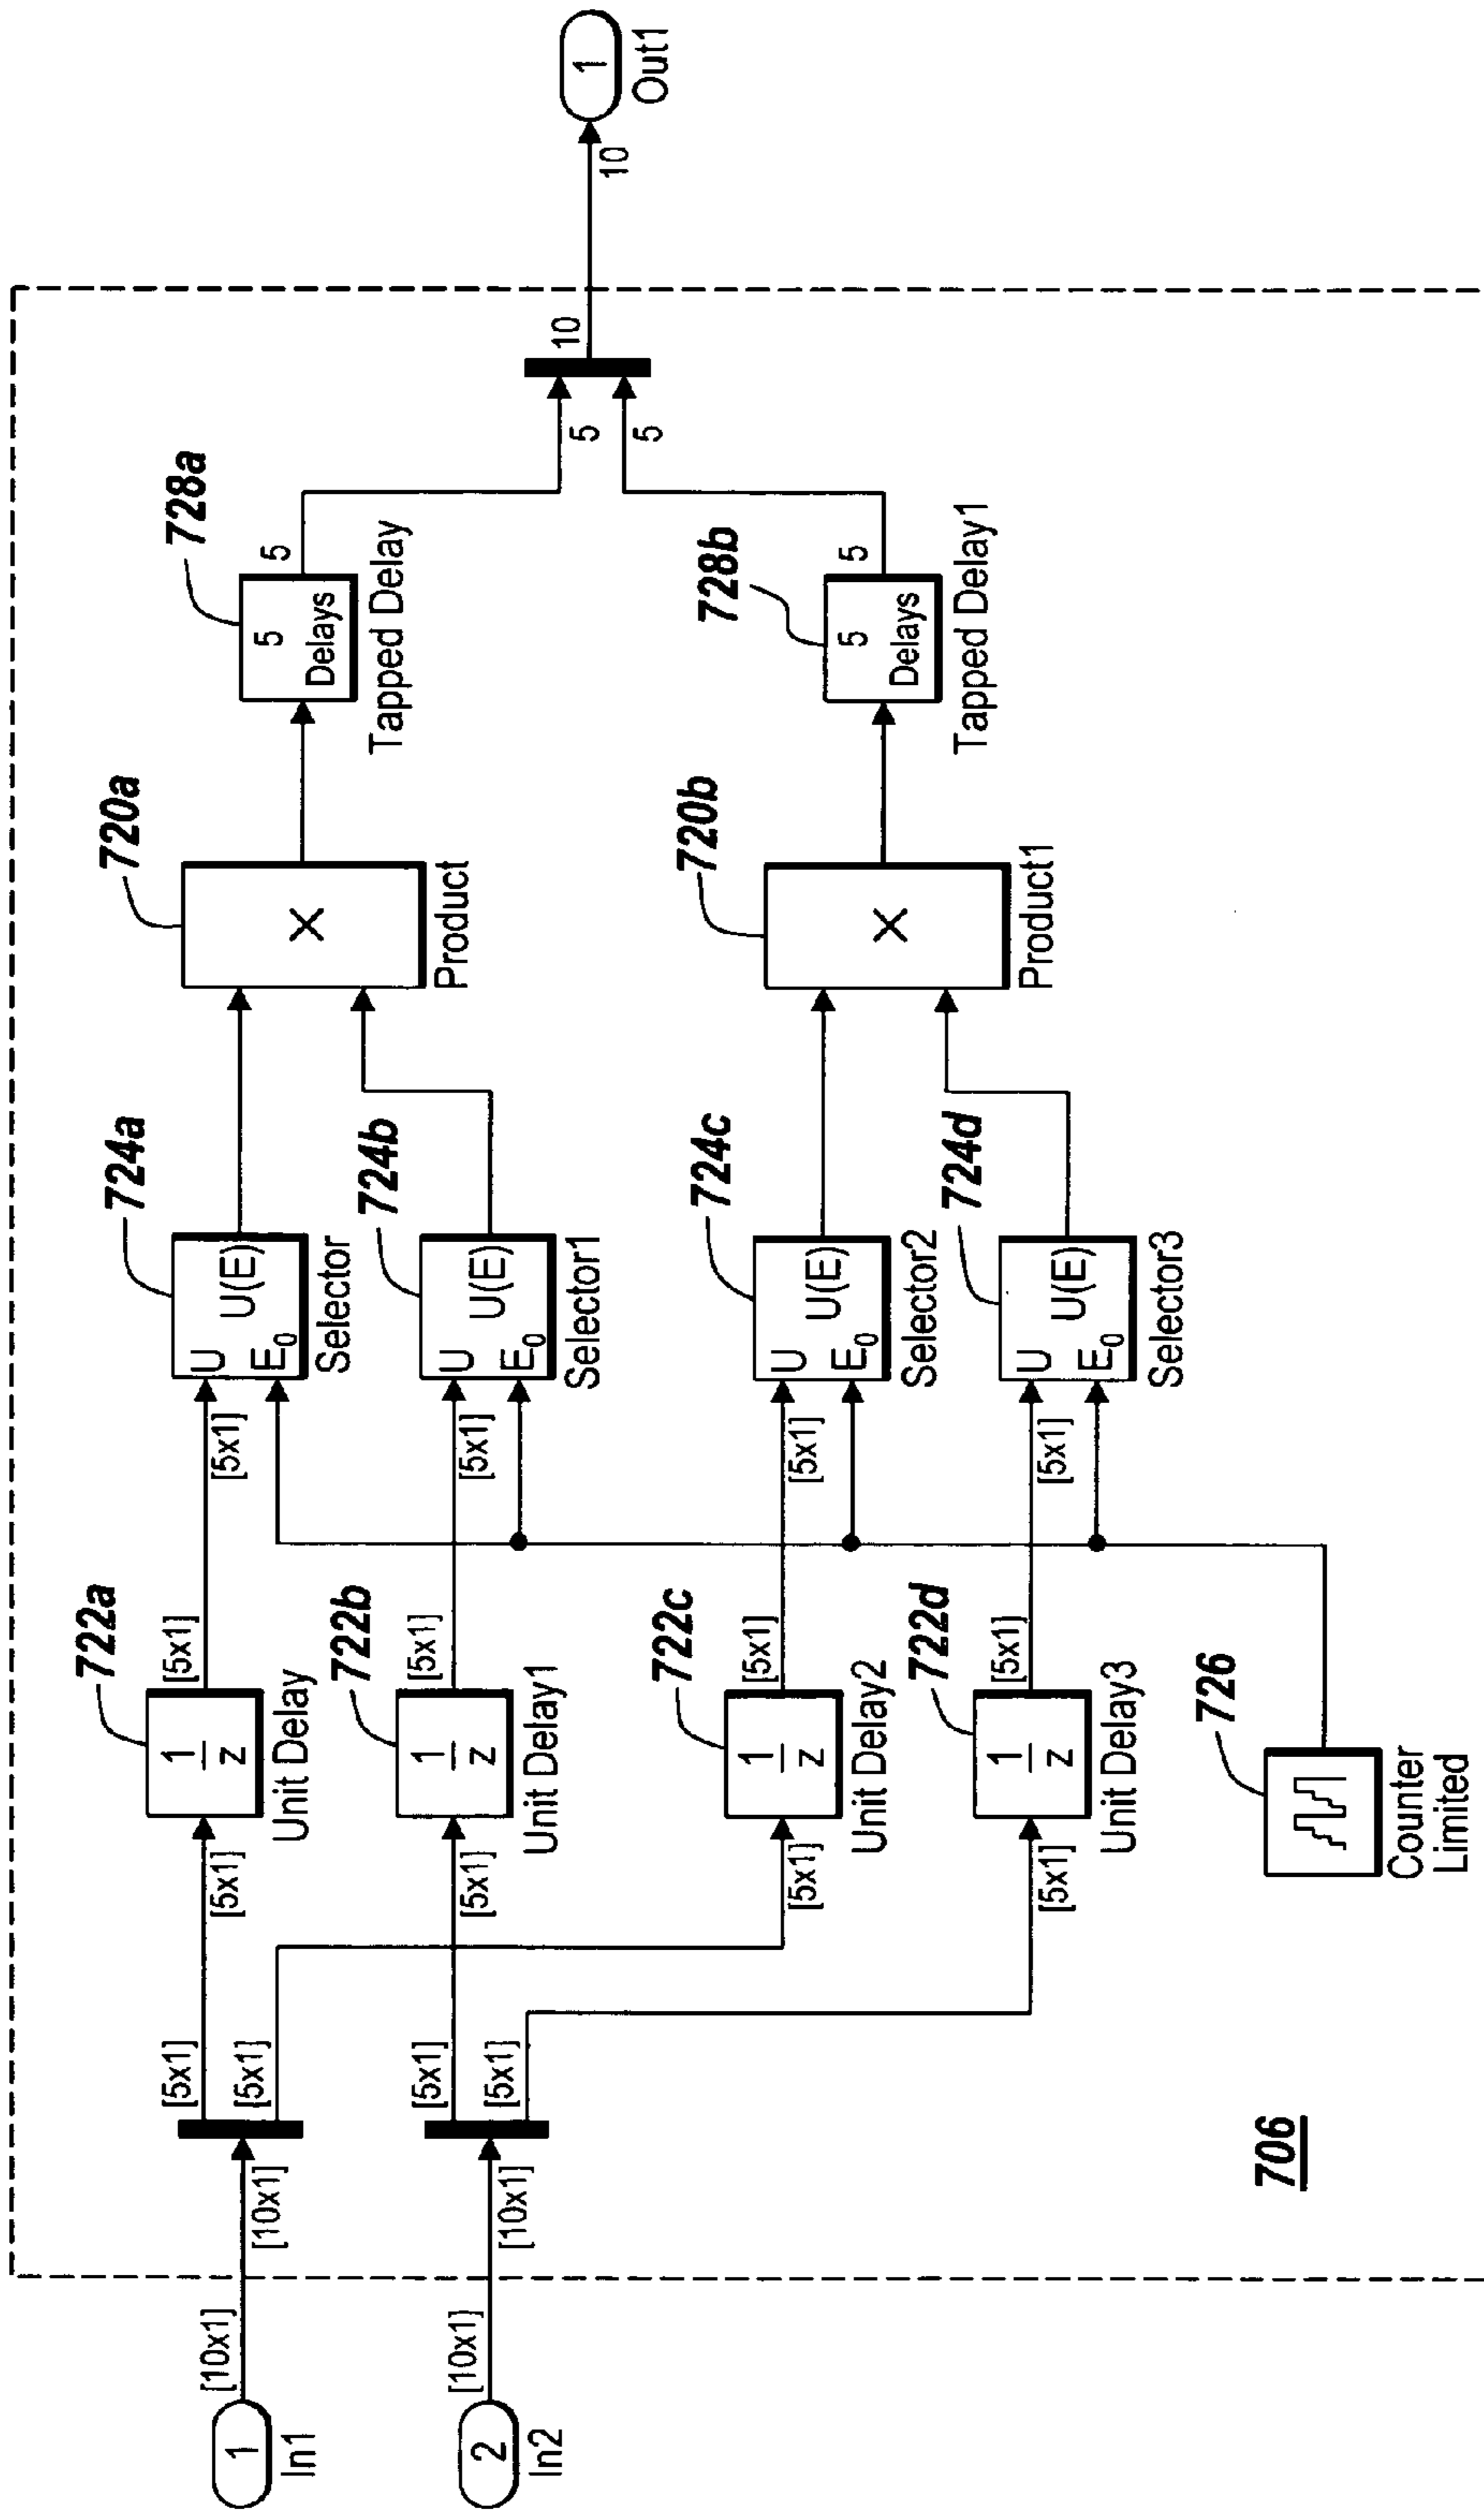 1
In1
[10x1]
[10x1]
[5x1]
[5x1]
[5x1]
722a
1
z
Unit Delay
[5x1]
[5x1]
724a
U
U(E)
E0
Selector
720a
×
Product
728a
5
Delays
5
Tapped Delay
5
2
In2
[10x1]
[10x1]
[5x1]
[5x1]
[5x1]
722b
1
z
Unit Delay1
[5x1]
[5x1]
724b
U
U(E)
E0
Selector1
10
10
1
Out1
[5x1]
722c
1
z
Unit Delay2
[5x1]
[5x1]
724c
U
U(E)
E0
Selector2
720b
×
Product1
728b
5
Delays
5
Tapped Delay1
5
[5x1]
722d
1
z
Unit Delay3
[5x1]
[5x1]
724d
U
U(E)
E0
Selector3
726
Counter
Limited
706